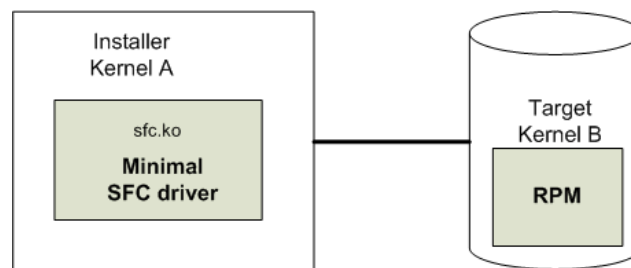 Installer
Kernel A
sfc.ko
Minimal
SFC driver
Target
Kernel B
RPM